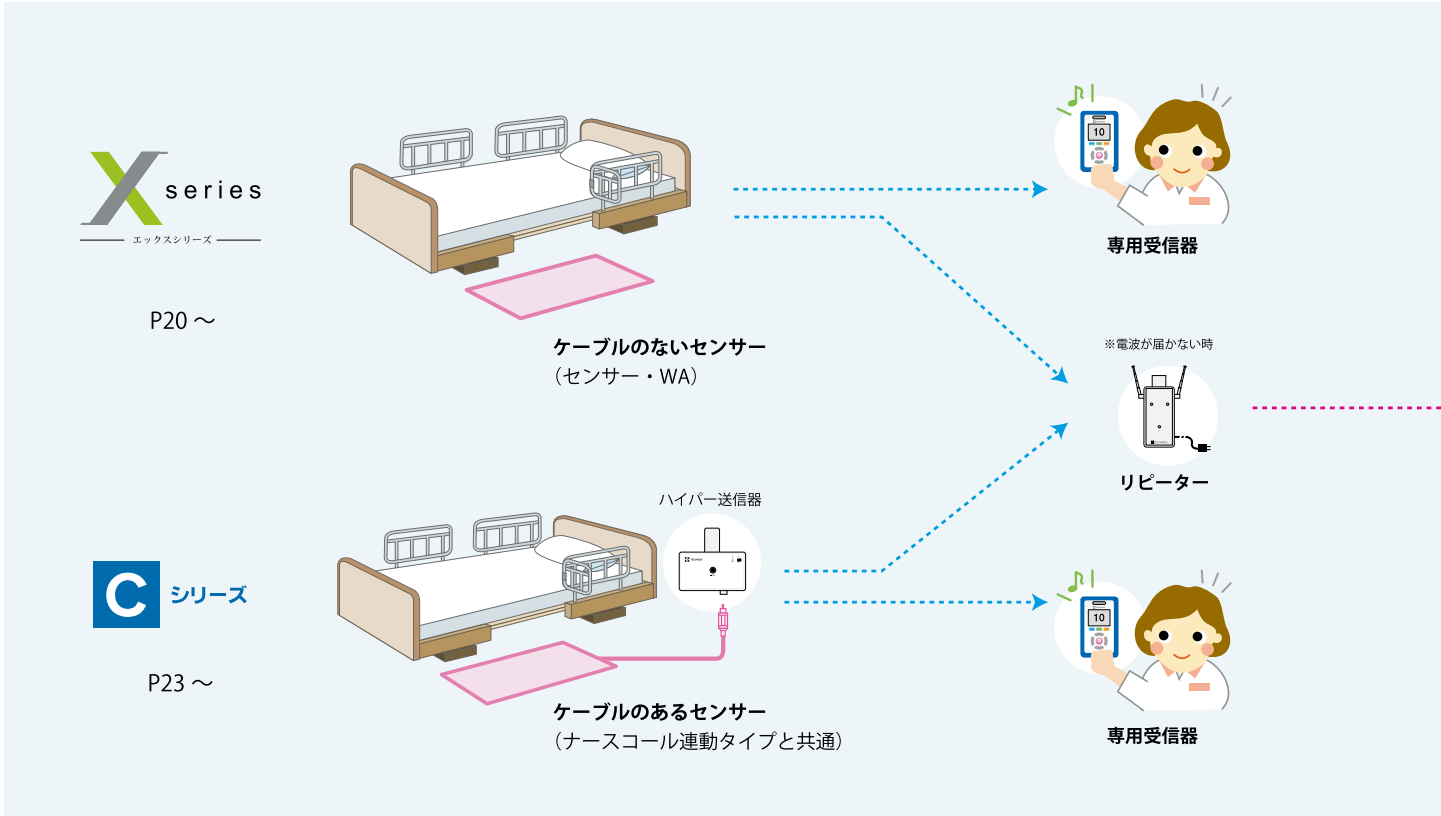 X series
エックスシリーズ
P20 ～
ケーブルのないセンサー
（センサー・WA）
10
専用受信器
※電波が届かない時
リピーター
C シリーズ
P23 ～
ハイパー送信器
ケーブルのあるセンサー
（ナースコール連動タイプと共通）
10
専用受信器